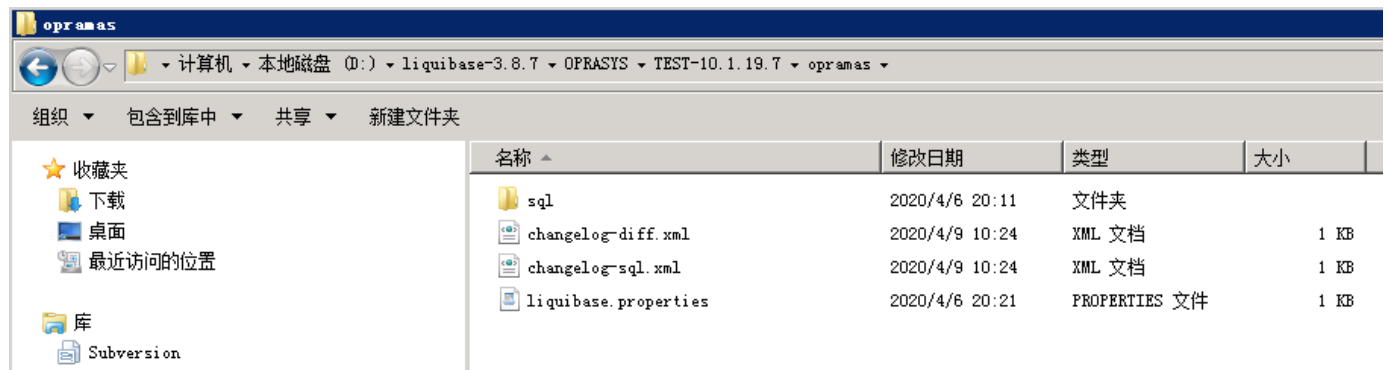 opramas
计算机 本地磁盘 (D:) liquibase-3.8.7 OPRASYS TEST-10.1.19.7 opramas
组织 包含到库中 共享 新建文件夹
收藏夹
下载
桌面
最近访问的位置
库
Subversion
名称 修改日期 类型 大小
sql 2020/4/6 20:11 文件夹
changelog-diff.xml 2020/4/9 10:24 XML 文档 1 KB
changelog-sql.xml 2020/4/9 10:24 XML 文档 1 KB
liquibase.properties 2020/4/6 20:21 PROPERTIES 文件 1 KB